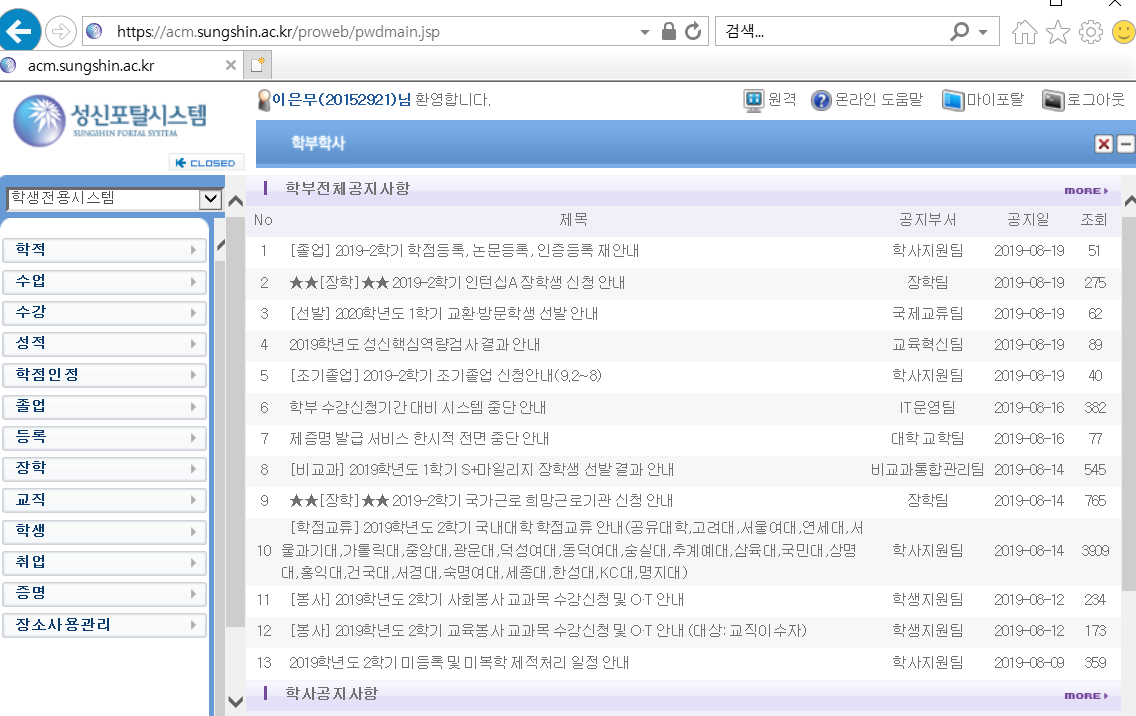 https://acm.sungshin.ac.kr/proweb/pwdmain.jsp
검색...
acm.sungshin.ac.kr
성신포탈시스템
SUNGSHIN PORTAL SYSTEM
CLOSED
이은무(20152921)님 환영합니다.
원격
온라인 도움말
마이포탈
로그아웃
학부학사
학생전용시스템
학적
수업
수강
성적
학점인정
졸업
등록
장학
교직
학생
취업
증명
장소사용관리
학부전체공지사항 MORE
No 제목 공지부서 공지일 조회
1 [졸업] 2019-2학기 학점등록, 논문등록, 인증등록 재안내 학사지원팀 2019-08-19 51
2 ★★[장학]★★ 2019-2학기 인턴십A 장학생 신청 안내 장학팀 2019-08-19 275
3 [선발] 2020학년도 1학기 교환·방문학생 선발 안내 국제교류팀 2019-08-19 62
4 2019학년도 성신핵심역량검사 결과 안내 교육혁신팀 2019-08-19 89
5 [조기졸업] 2019-2학기 조기졸업 신청안내(9.2~8) 학사지원팀 2019-08-19 40
6 학부 수강신청기간 대비 시스템 중단 안내 IT운영팀 2019-08-16 382
7 제증명 발급 서비스 한시적 전면 중단 안내 대학 교학팀 2019-08-16 77
8 [비교과] 2019학년도 1학기 S+마일리지 장학생 선발 결과 안내 비교과통합관리팀 2019-08-14 545
9 ★★[장학]★★ 2019-2학기 국가근로 희망근로기관 신청 안내 장학팀 2019-08-14 765
[학점교류] 2019학년도 2학기 국내대학 학점교류 안내(공유대학,고려대,서울여대,연세대,서
10 울과기대,가톨릭대,중앙대,광운대,덕성여대,동덕여대,숭실대,추계예대,삼육대,국민대,상명 학사지원팀 2019-08-14 3909
대,홍익대,건국대,서경대,숙명여대,세종대,한성대,KC대,명지대)
11 [봉사] 2019학년도 2학기 사회봉사 교과목 수강신청 및 O·T 안내 학생지원팀 2019-08-12 234
12 [봉사] 2019학년도 2학기 교육봉사 교과목 수강신청 및 O·T 안내 (대상: 교직이수자) 학생지원팀 2019-08-12 173
13 2019학년도 2학기 미등록 및 미복학 제적처리 일정 안내 학사지원팀 2019-08-09 359
학사공지사항 MORE